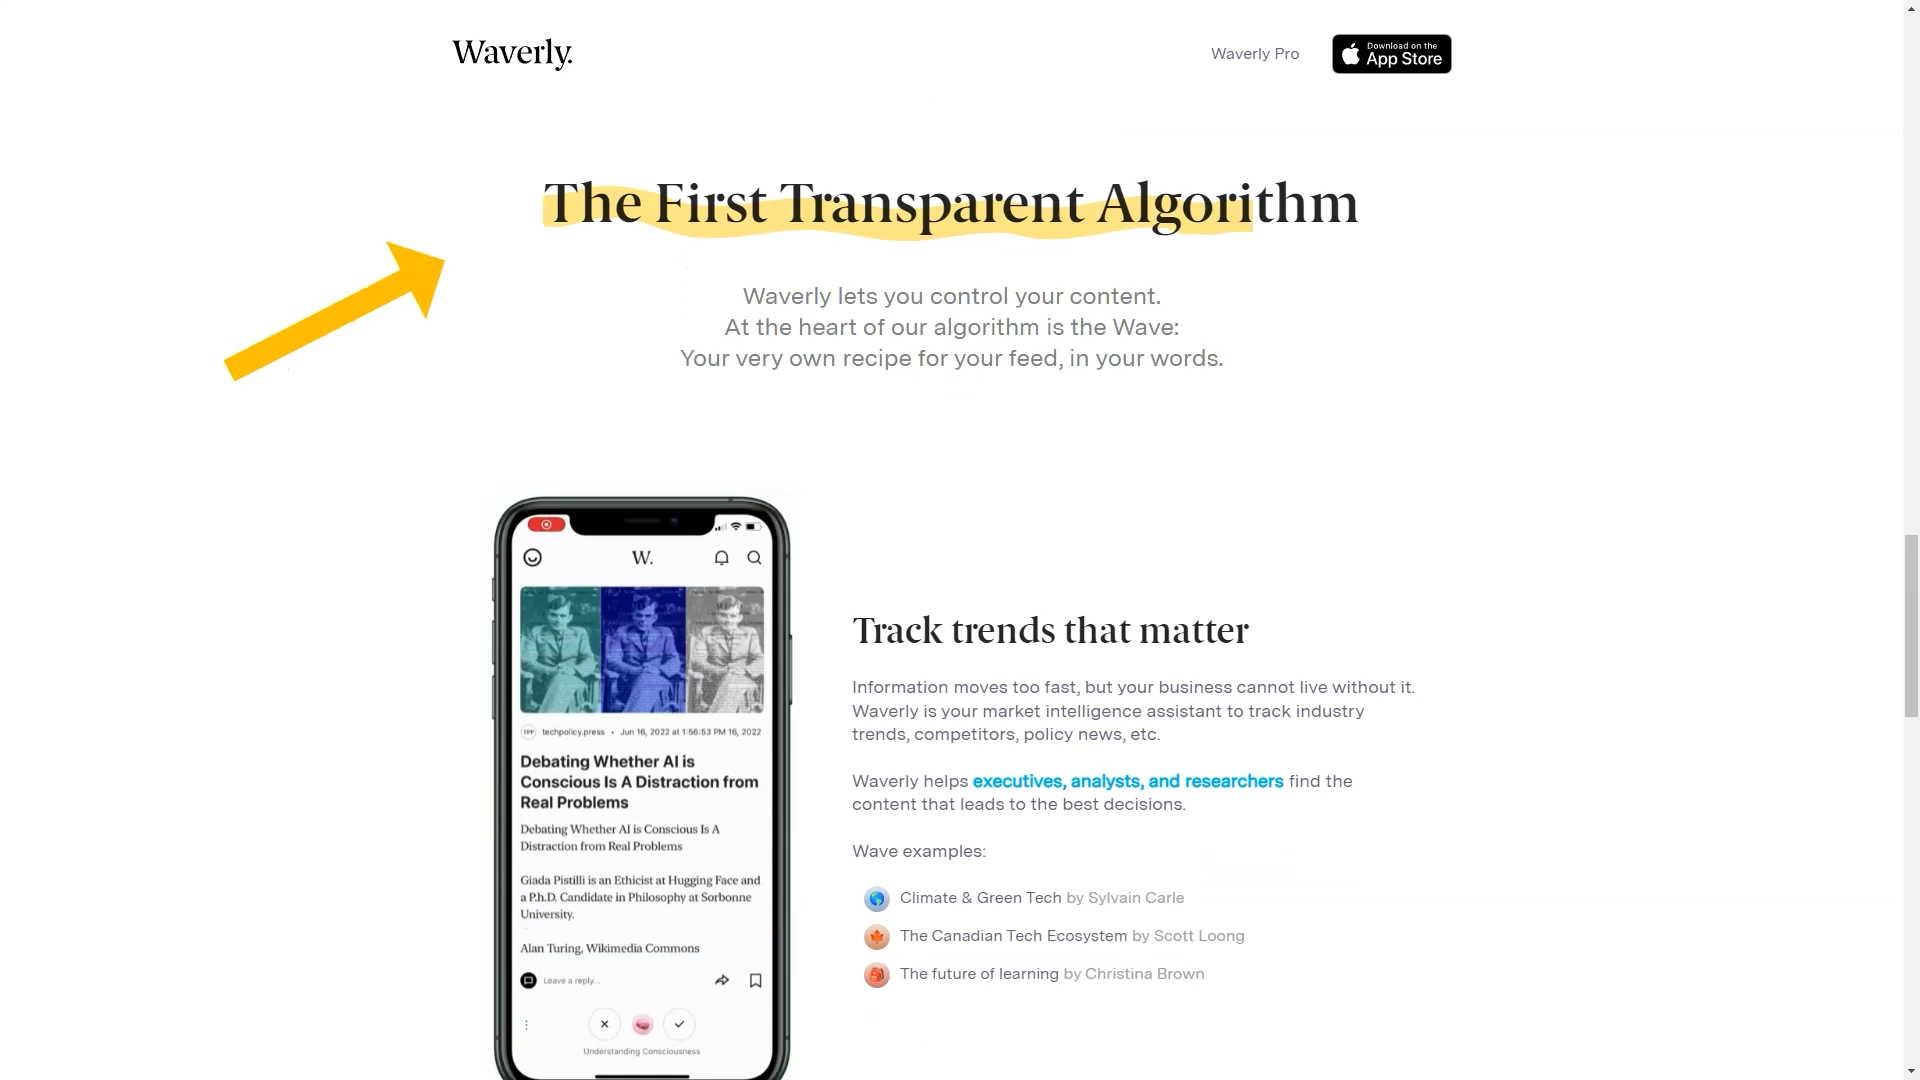 Waverly.
Waverly Pro
Download on the
App Store
The First Transparent Algorithm
Waverly lets you control your content.
At the heart of our algorithm is the Wave:
Your very own recipe for your feed, in your words.
W.
TPP techpolicy.press • Jun 16, 2022 at 1:56:53 PM 16, 2022
Debating Whether AI is
Conscious Is A Distraction from
Real Problems
Debating Whether AI is Conscious Is A
Distraction from Real Problems
Giada Pistilli is an Ethicist at Hugging Face and
a P.h.D. Candidate in Philosophy at Sorbonne
University.
Alan Turing, Wikimedia Commons
Leave a reply...
Understanding Consciousness
Track trends that matter
Information moves too fast, but your business cannot live without it.
Waverly is your market intelligence assistant to track industry
trends, competitors, policy news, etc.
Waverly helps executives, analysts, and researchers find the
content that leads to the best decisions.
Wave examples:
Climate & Green Tech by Sylvain Carle
The Canadian Tech Ecosystem by Scott Loong
The future of learning by Christina Brown